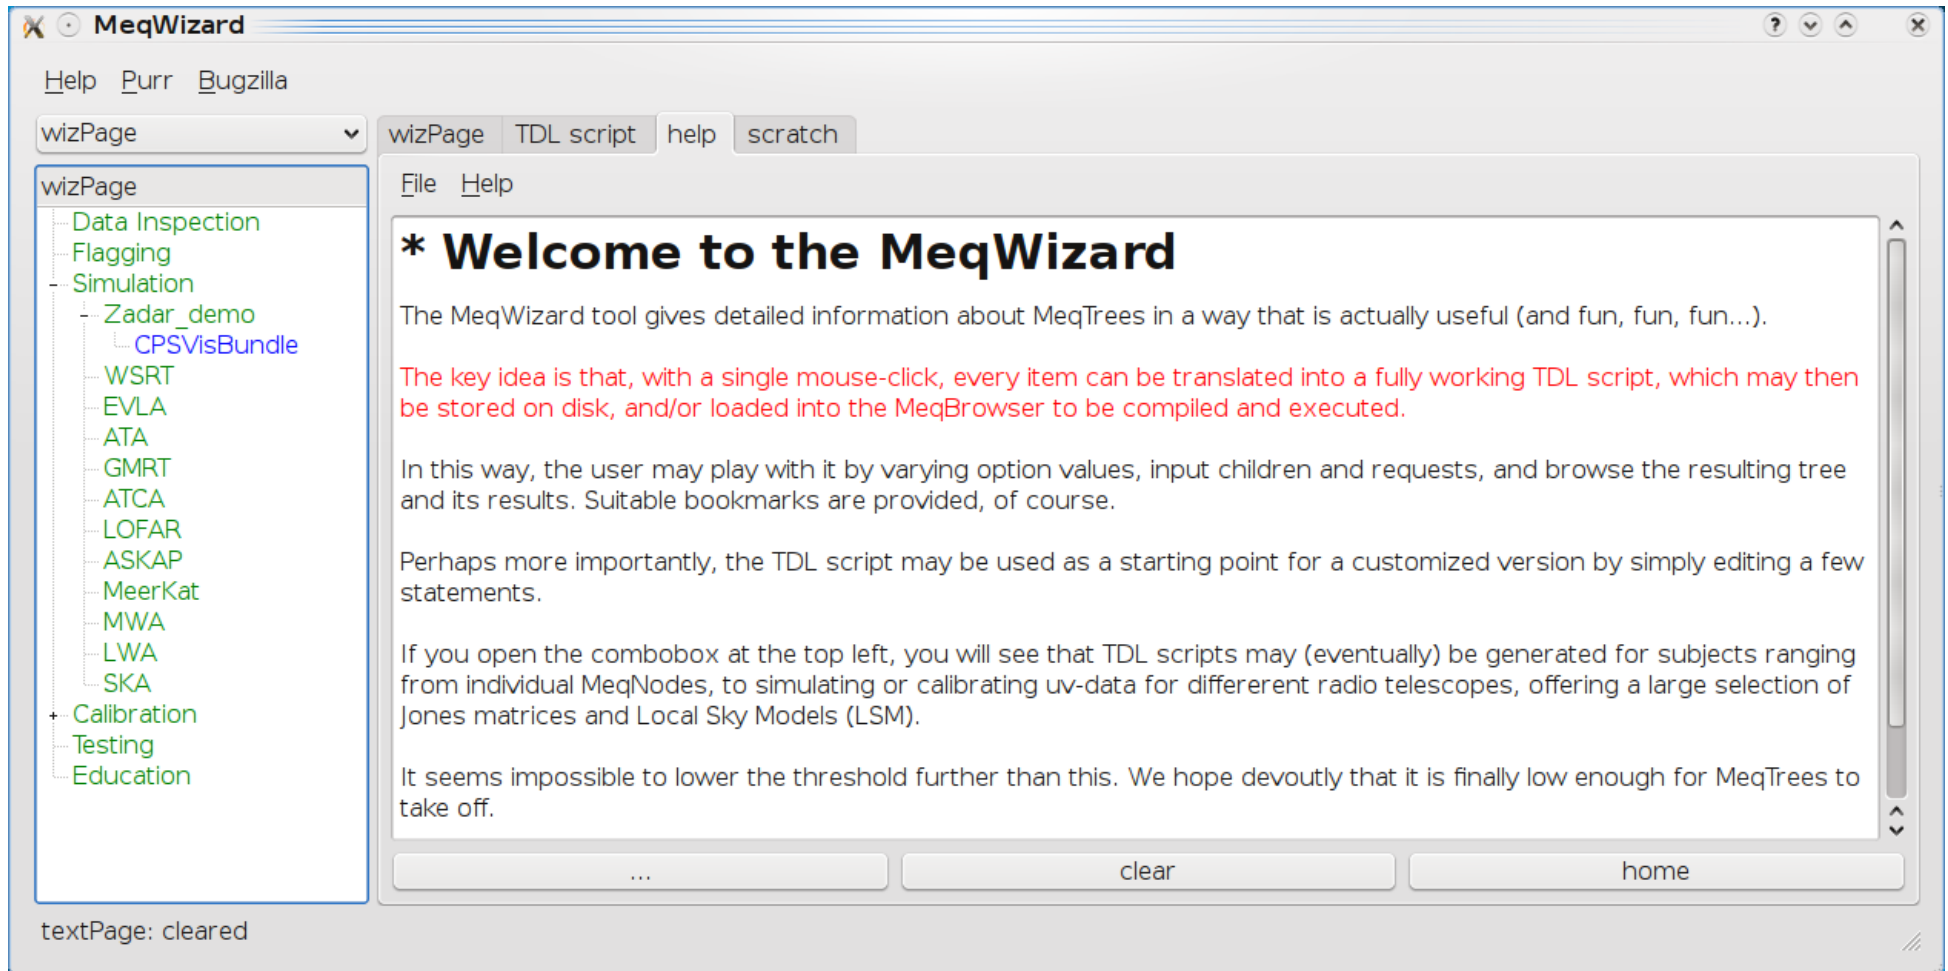 MeqWizard
Help Purr Bugzilla
wizPage
wizPage TDL script help scratch
wizPage
Data Inspection
Flagging
Simulation
Zadar_demo
CPSVisBundle
WSRT
EVLA
ATA
GMRT
ATCA
LOFAR
ASKAP
MeerKat
MWA
LWA
SKA
Calibration
Testing
Education
File Help
* Welcome to the MeqWizard
The MeqWizard tool gives detailed information about MeqTrees in a way that is actually useful (and fun, fun, fun...).
The key idea is that, with a single mouse-click, every item can be translated into a fully working TDL script, which may then
be stored on disk, and/or loaded into the MeqBrowser to be compiled and executed.
In this way, the user may play with it by varying option values, input children and requests, and browse the resulting tree
and its results. Suitable bookmarks are provided, of course.
Perhaps more importantly, the TDL script may be used as a starting point for a customized version by simply editing a few
statements.
If you open the combobox at the top left, you will see that TDL scripts may (eventually) be generated for subjects ranging
from individual MeqNodes, to simulating or calibrating uv-data for differerent radio telescopes, offering a large selection of
Jones matrices and Local Sky Models (LSM).
It seems impossible to lower the threshold further than this. We hope devoutly that it is finally low enough for MeqTrees to
take off.
... clear home
textPage: cleared